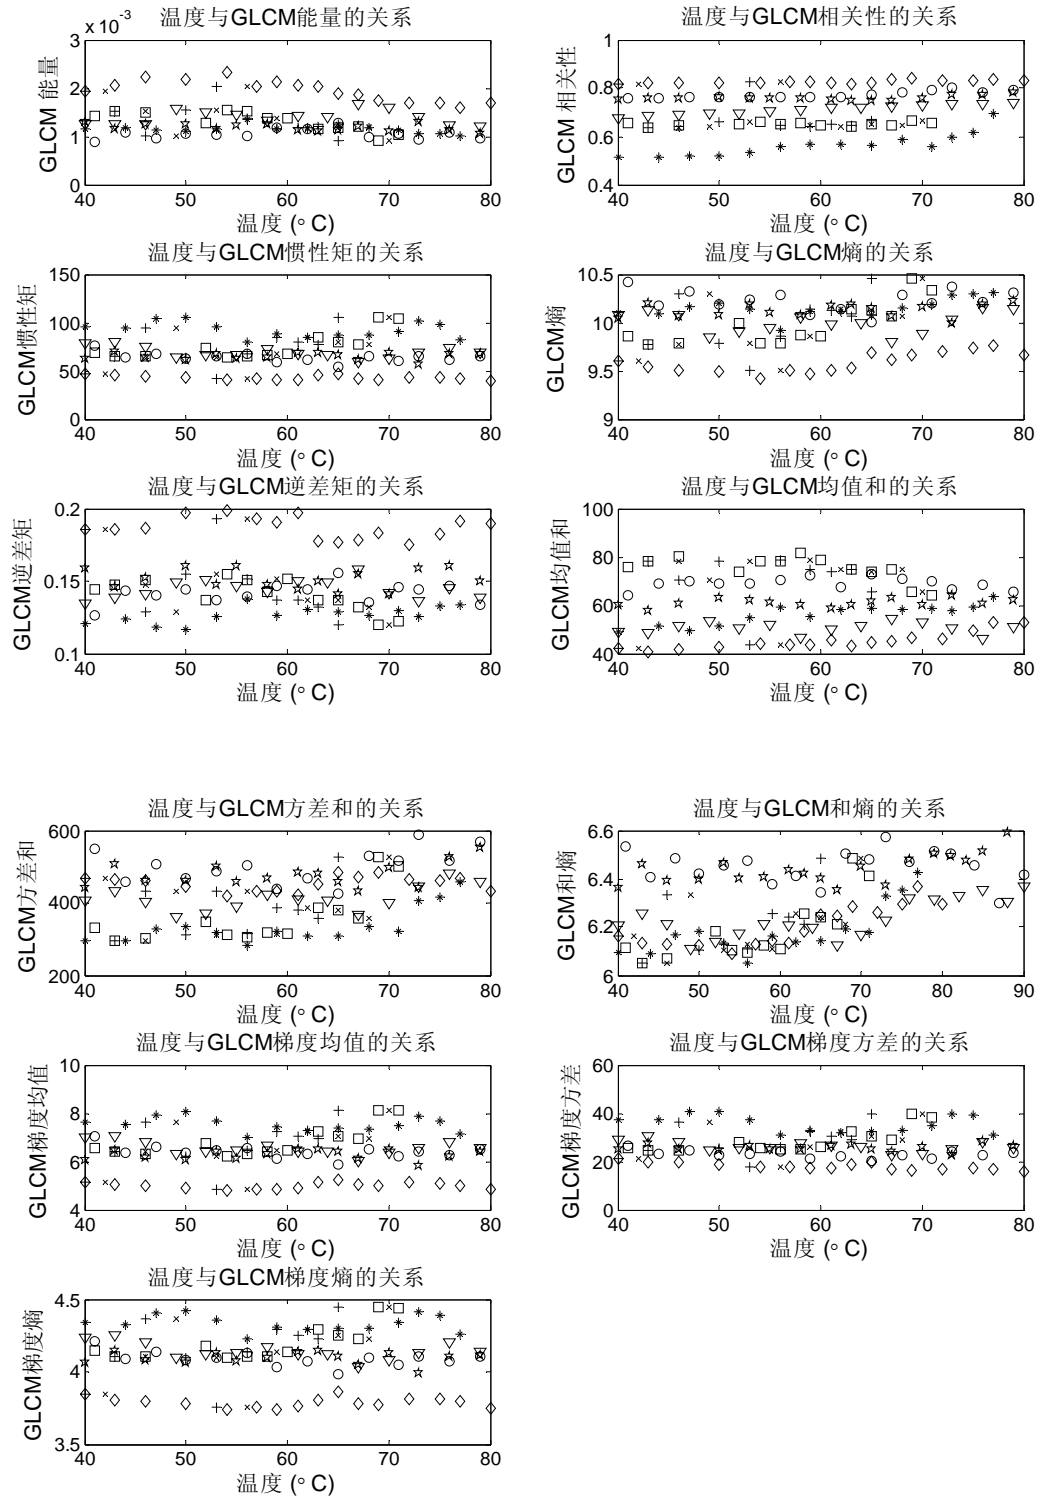 温度与GLCM能量的关系
x 10-3
GLCM 能量
3
2
1
0
40 50 60 70 80
温度 (° C)
温度与GLCM相关性的关系
GLCM 相关性
1
0.8
0.6
0.4
40 50 60 70 80
温度 (° C)
温度与GLCM惯性矩的关系
GLCM惯性矩
150
100
50
0
40 50 60 70 80
温度 (° C)
温度与GLCM熵的关系
GLCM熵
10.5
10
9.5
9
40 50 60 70 80
温度 (° C)
温度与GLCM逆差矩的关系
GLCM逆差矩
0.2
0.15
0.1
40 50 60 70 80
温度 (° C)
温度与GLCM均值和的关系
GLCM均值和
100
80
60
40
40 50 60 70 80
温度 (° C)
温度与GLCM方差和的关系
GLCM方差和
600
400
200
40 50 60 70 80
温度 (° C)
温度与GLCM和熵的关系
GLCM和熵
6.6
6.4
6.2
6
40 50 60 70 80 90
温度 (° C)
温度与GLCM梯度均值的关系
GLCM梯度均值
10
8
6
4
40 50 60 70 80
温度 (° C)
温度与GLCM梯度方差的关系
GLCM梯度方差
60
40
20
0
40 50 60 70 80
温度 (° C)
温度与GLCM梯度熵的关系
GLCM梯度熵
4.5
4
3.5
40 50 60 70 80
温度 (° C)